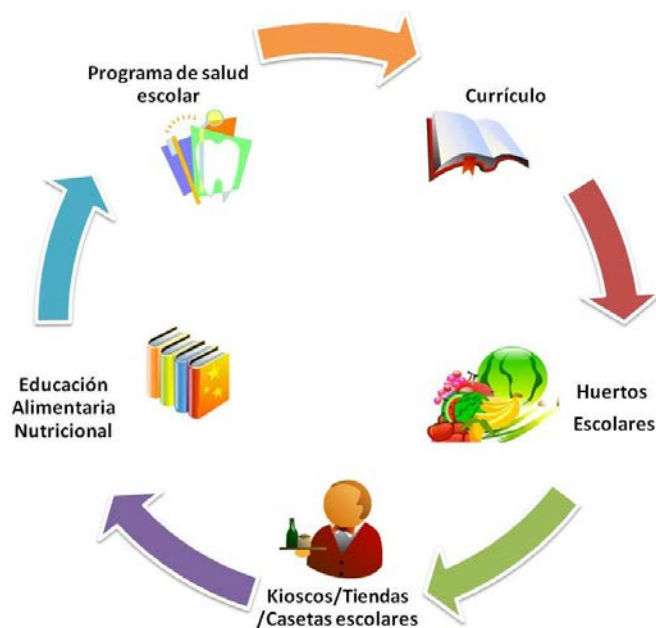 Programa de salud
escolar
Currículo
Huertos
Escolares
Kioscos/Tiendas
/Casetas escolares
Educación
Alimentaria
Nutricional